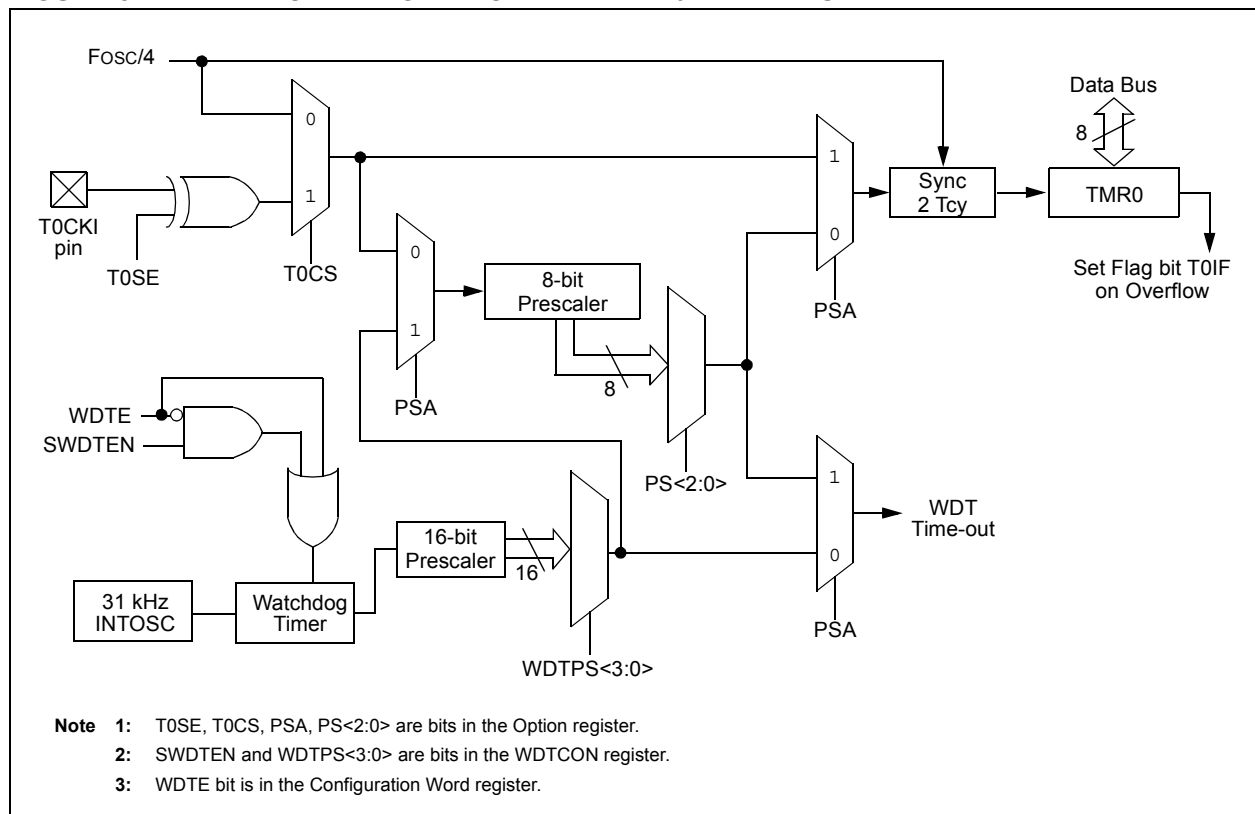 FOSC/4
Data Bus
8
0
1
1
0
Sync
2 TCY
TMR0
T0CKI
pin
T0SE
T0CS
0
1
8-bit
Prescaler
PSA
Set Flag bit T0IF
on Overflow
8
PSA
WDTE
SWDTEN
PS<2:0>
1
0
WDT
Time-out
16-bit
Prescaler
16
31 kHz
INTOSC
Watchdog
Timer
PSA
WDTPS<3:0>
Note 1: T0SE, T0CS, PSA, PS<2:0> are bits in the Option register.
2: SWDTEN and WDTPS<3:0> are bits in the WDTCON register.
3: WDTE bit is in the Configuration Word register.